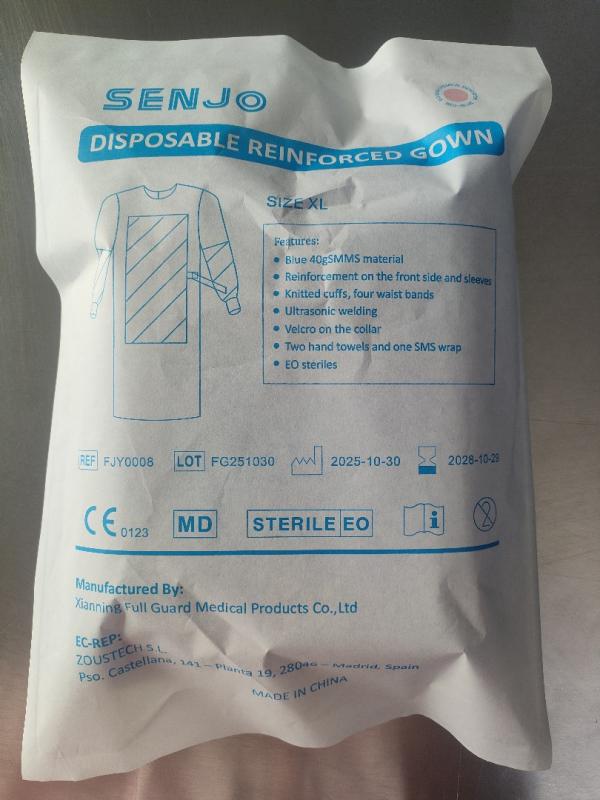 SENJO
DISPOSABLE REINFORCED GOWN
SIZE XL
Features:
• Blue 40gSMMS material
• Reinforcement on the front side and sleeves
• Knitted cuffs, four waist bands
• Ultrasonic welding
• Velcro on the collar
• Two hand towels and one SMS wrap
• EO steriles
REF FJY0008 LOT FG251030 2025-10-30 2028-10-29
CE 0123 MD STERILE EO i 2
Manufactured By:
Xianning Full Guard Medical Products Co.,Ltd
EC-REP:
ZOUSTECH S.L.
Pso. Castellana, 141 – Planta 19, 28046 – Madrid, Spain
MADE IN CHINA